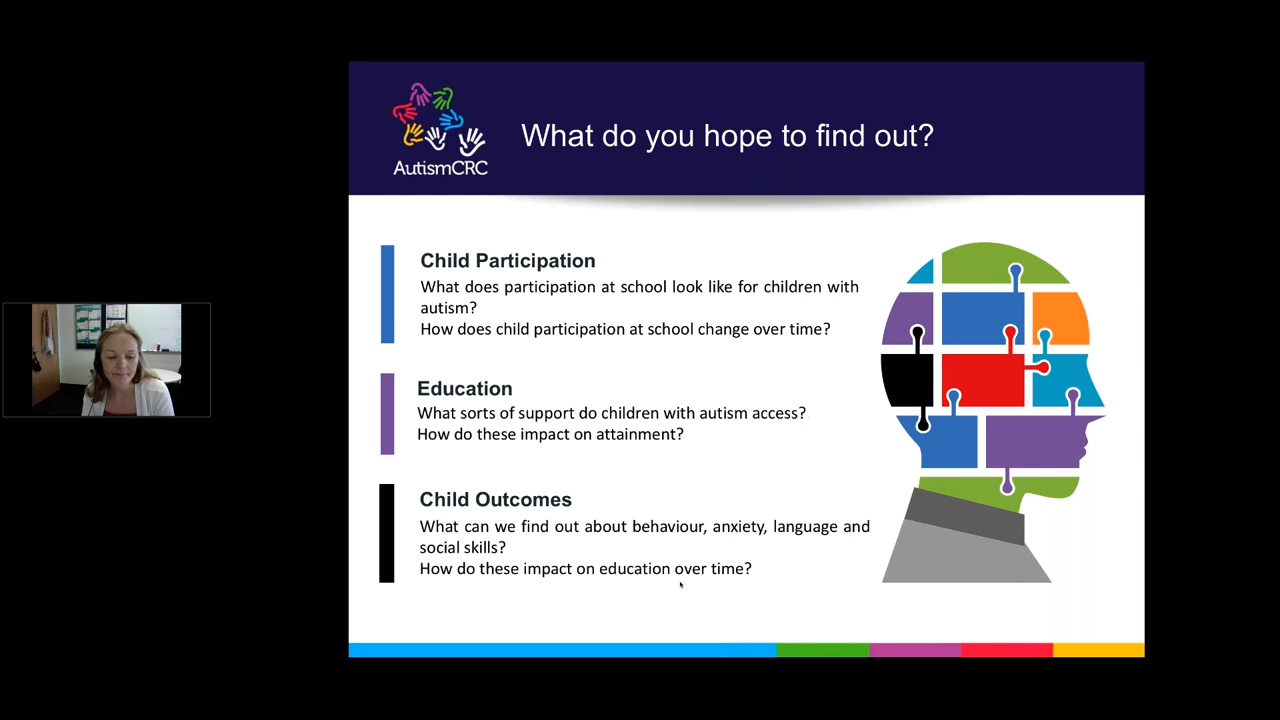 AutismCRC
What do you hope to find out?
Child Participation
What does participation at school look like for children with
autism?
How does child participation at school change over time?
Education
What sorts of support do children with autism access?
How do these impact on attainment?
Child Outcomes
What can we find out about behaviour, anxiety, language and
social skills?
How do these impact on education over time?